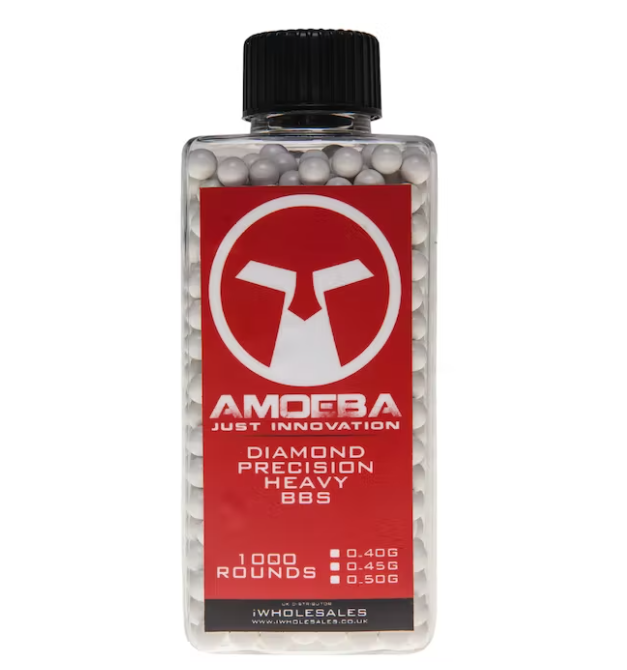 AMOEBA
JUST INNOVATION
DIAMOND
PRECISION
HEAVY
BBS
1000
ROUNDS
0.40G
0.45G
0.50G
UK DISTRIBUTOR
iWHOLESALES
WWW.IWHOLESALES.CO.UK